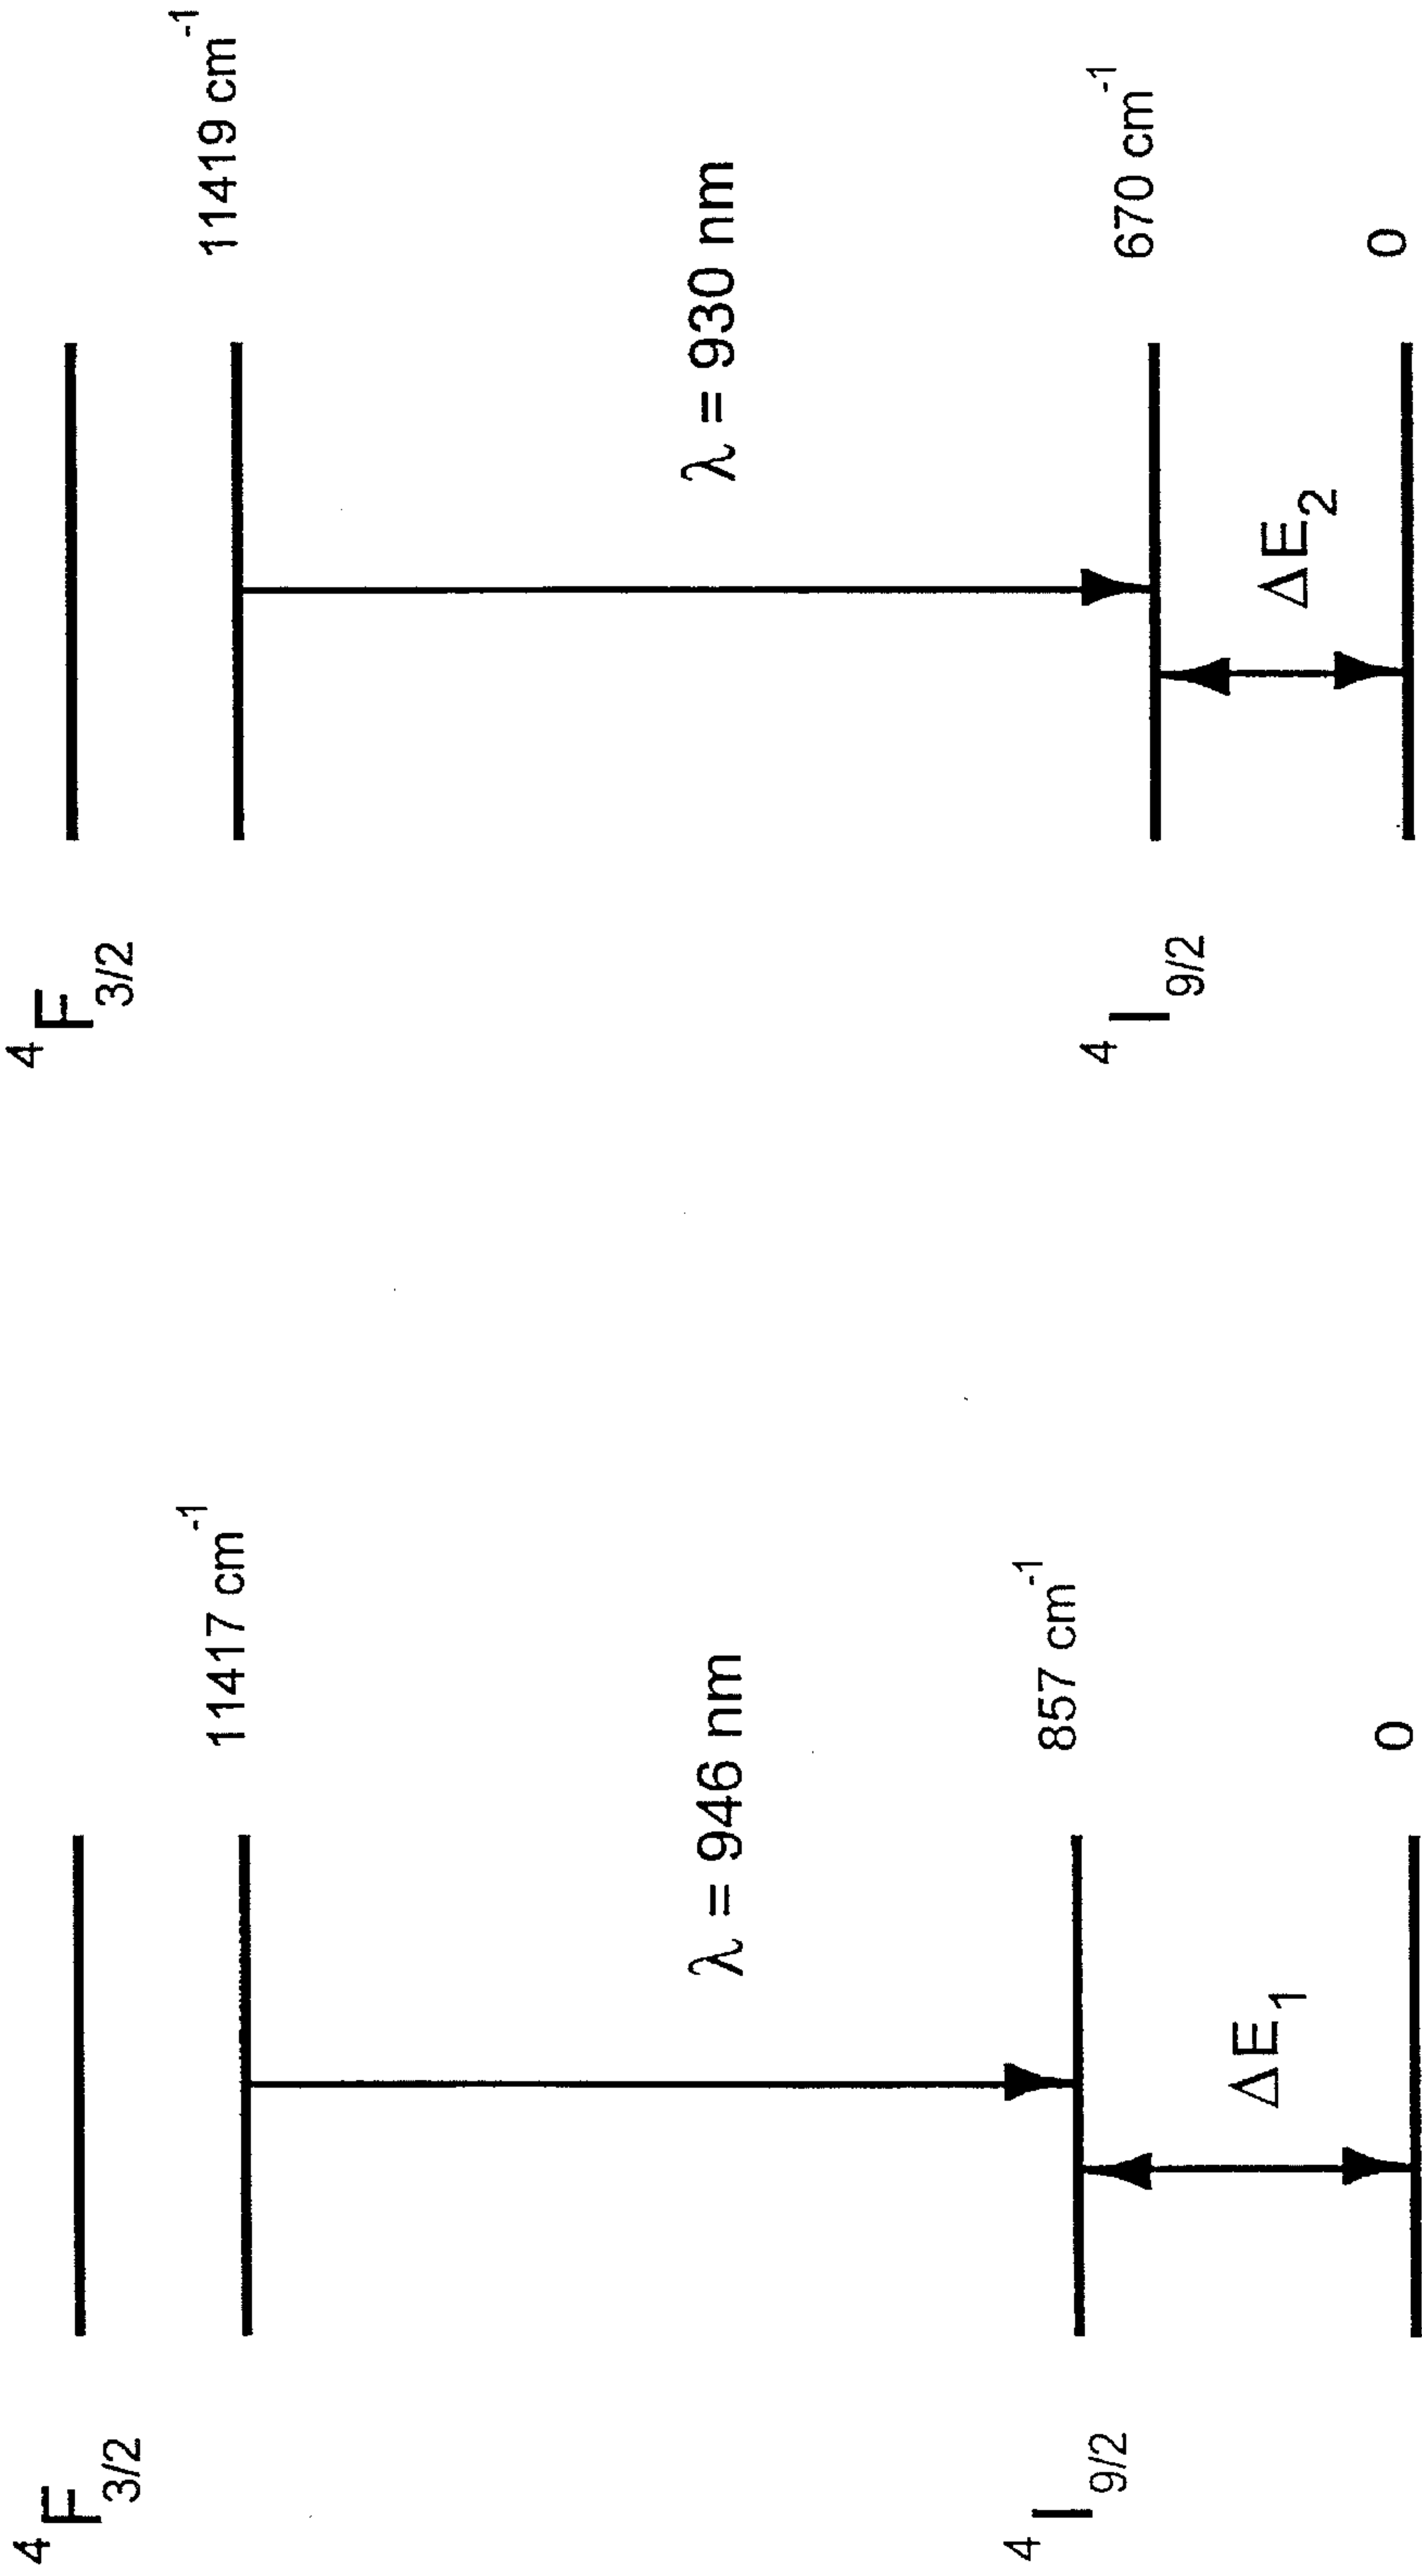 ⁴F₃/₂
11417 cm⁻¹
λ = 946 nm
⁴I₉/₂
857 cm⁻¹
ΔE₁
0
⁴F₃/₂
11419 cm⁻¹
λ = 930 nm
⁴I₉/₂
670 cm⁻¹
ΔE₂
0